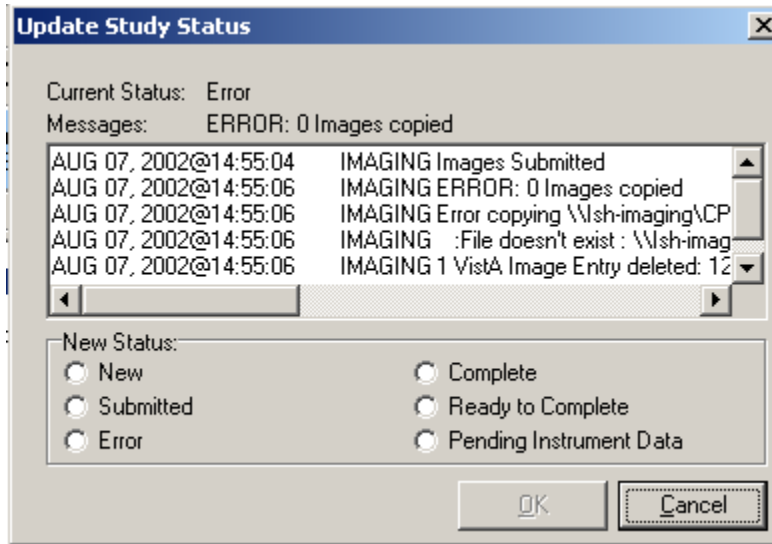 Update Study Status
Current Status: Error
Messages: ERROR: 0 Images copied
AUG 07, 2002@14:55:04 IMAGING Images Submitted
AUG 07, 2002@14:55:06 IMAGING ERROR: 0 Images copied
AUG 07, 2002@14:55:06 IMAGING Error copying \\Ish-imaging\CP
AUG 07, 2002@14:55:06 IMAGING :File doesn't exist : \\Ish-imag
AUG 07, 2002@14:55:06 IMAGING 1 VistA Image Entry deleted: 12
New Status:
New Complete
Submitted Ready to Complete
Error Pending Instrument Data
OK Cancel